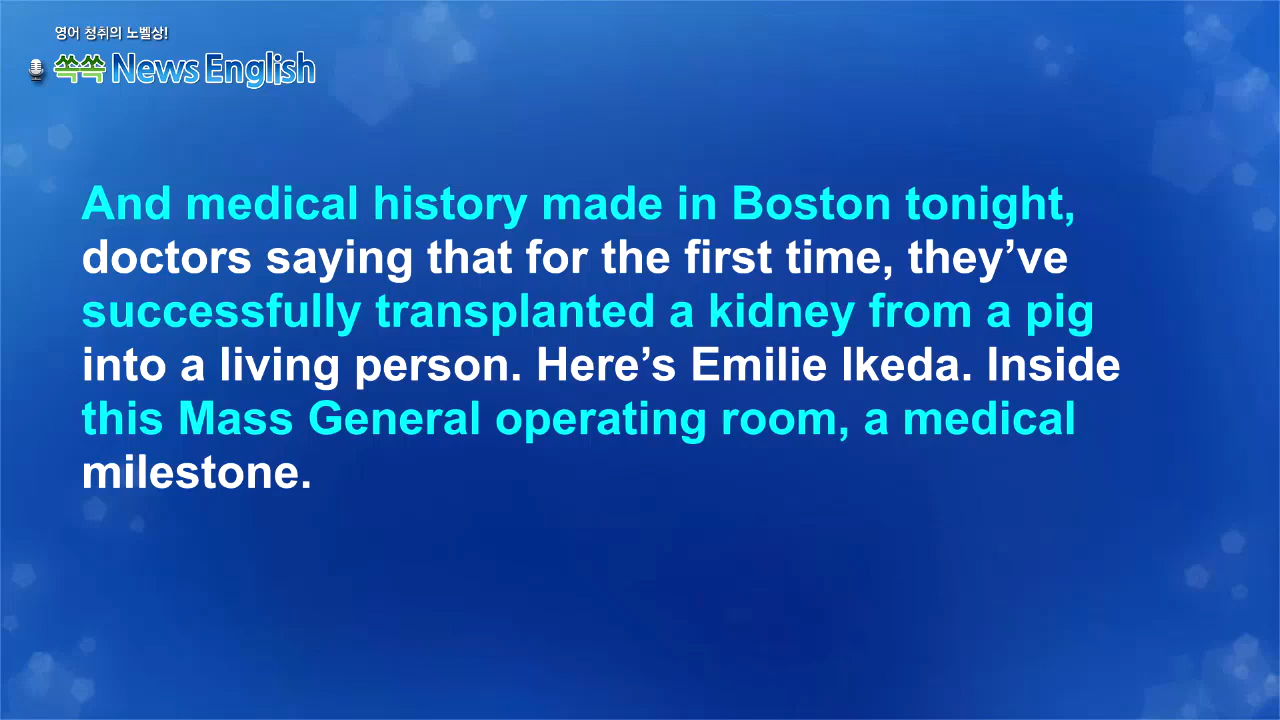 영어 청취의 노벨상!
쏙쏙 News English
And medical history made in Boston tonight,
doctors saying that for the first time, they’ve
successfully transplanted a kidney from a pig
into a living person. Here’s Emilie Ikeda. Inside
this Mass General operating room, a medical
milestone.